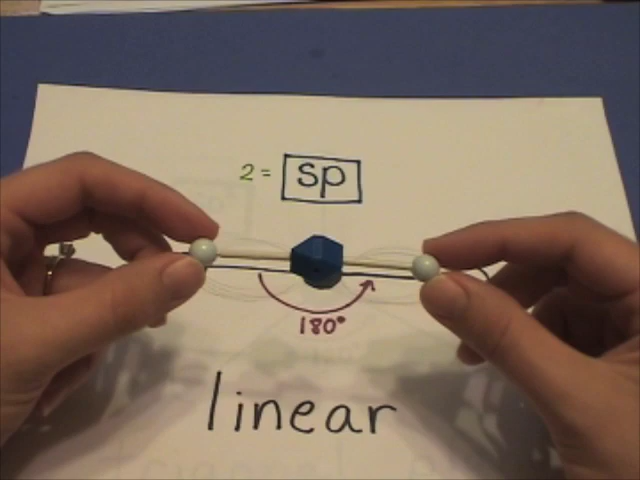 2 = sp
180°
linear